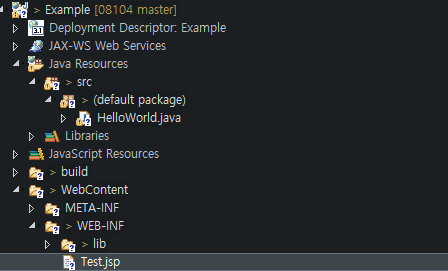 > Example [08104 master]
Deployment Descriptor: Example
JAX-WS Web Services
Java Resources
> src
> (default package)
HelloWorld.java
Libraries
JavaScript Resources
> build
> WebContent
META-INF
> WEB-INF
> lib
Test.jsp